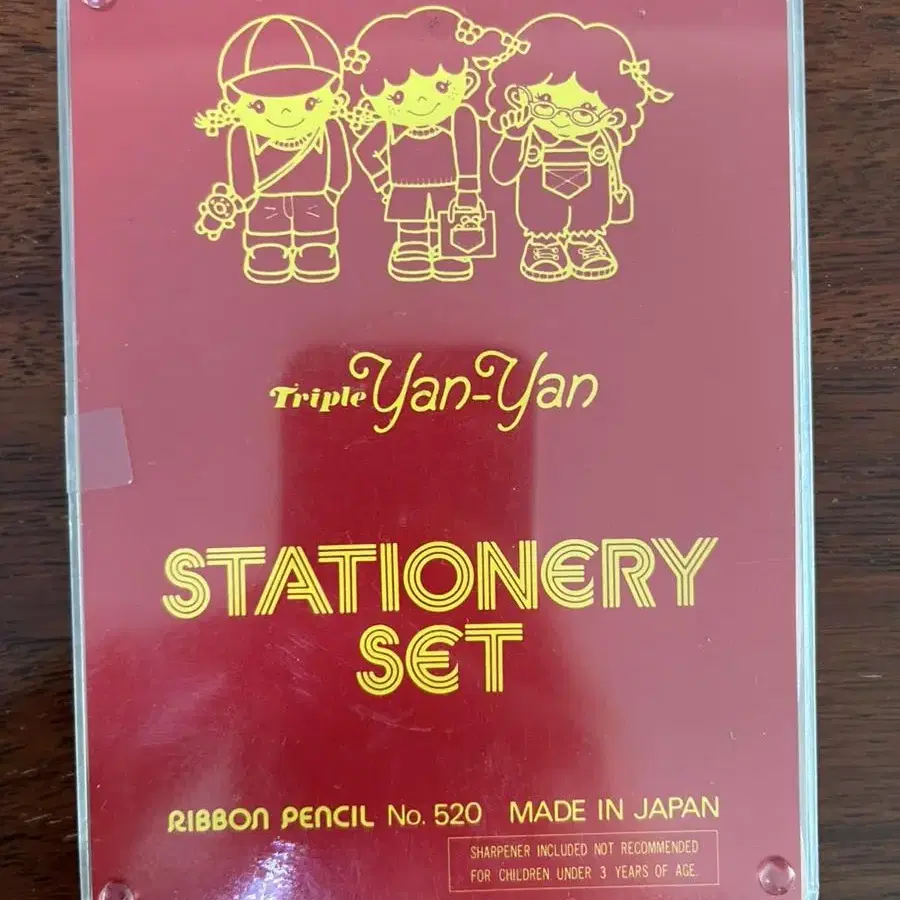 Triple Yan-Yan
STATIONERY
SET
RIBBON PENCIL No. 520 MADE IN JAPAN
SHARPENER INCLUDED NOT RECOMMENDED
FOR CHILDREN UNDER 3 YEARS OF AGE.